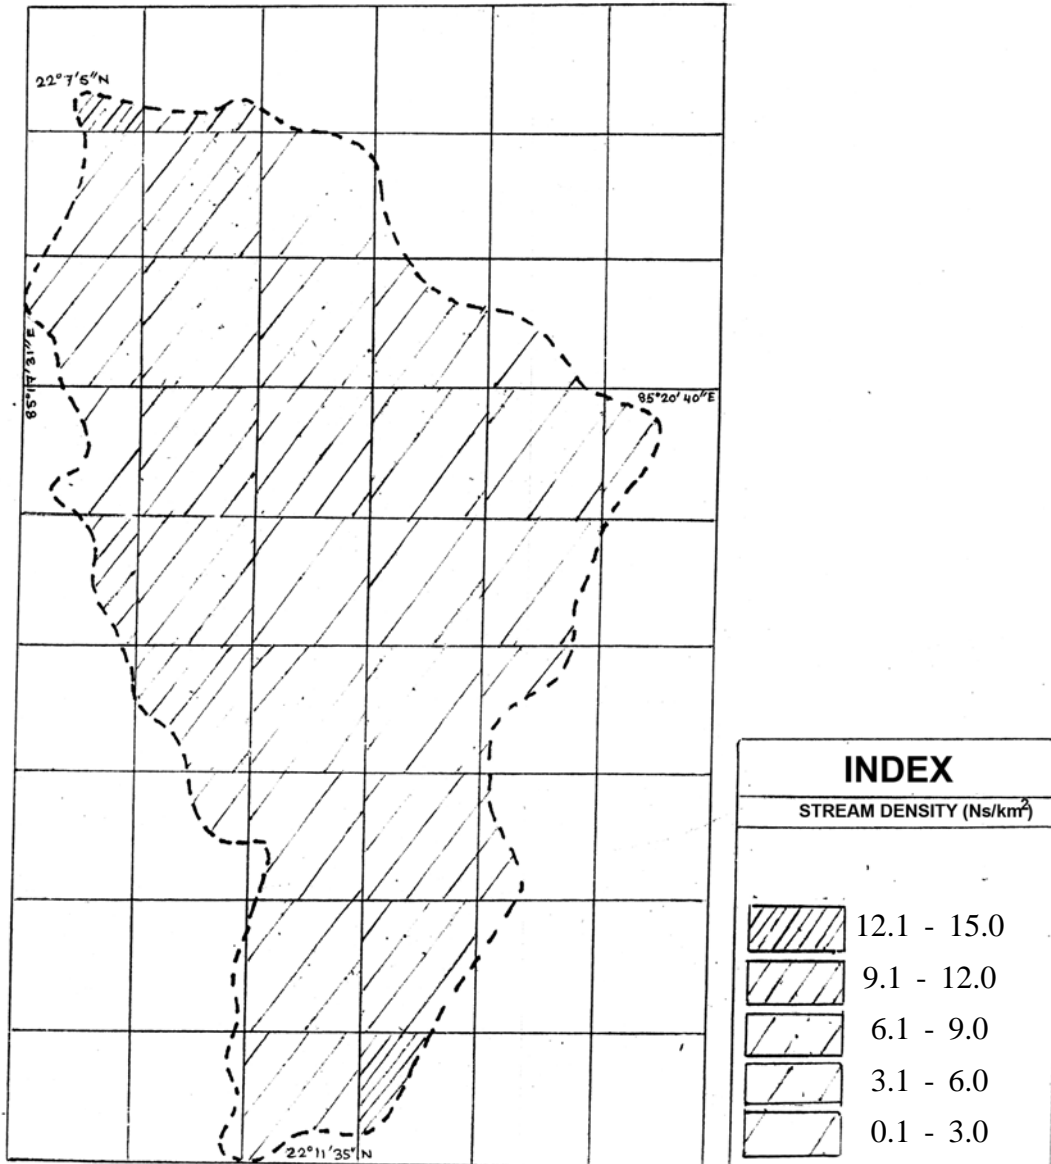 22°7'5"N
85°17'31"E
85°20'40"E
22°11'35"N
INDEX
STREAM DENSITY (Ns/km²)
12.1 - 15.0
9.1 - 12.0
6.1 - 9.0
3.1 - 6.0
0.1 - 3.0